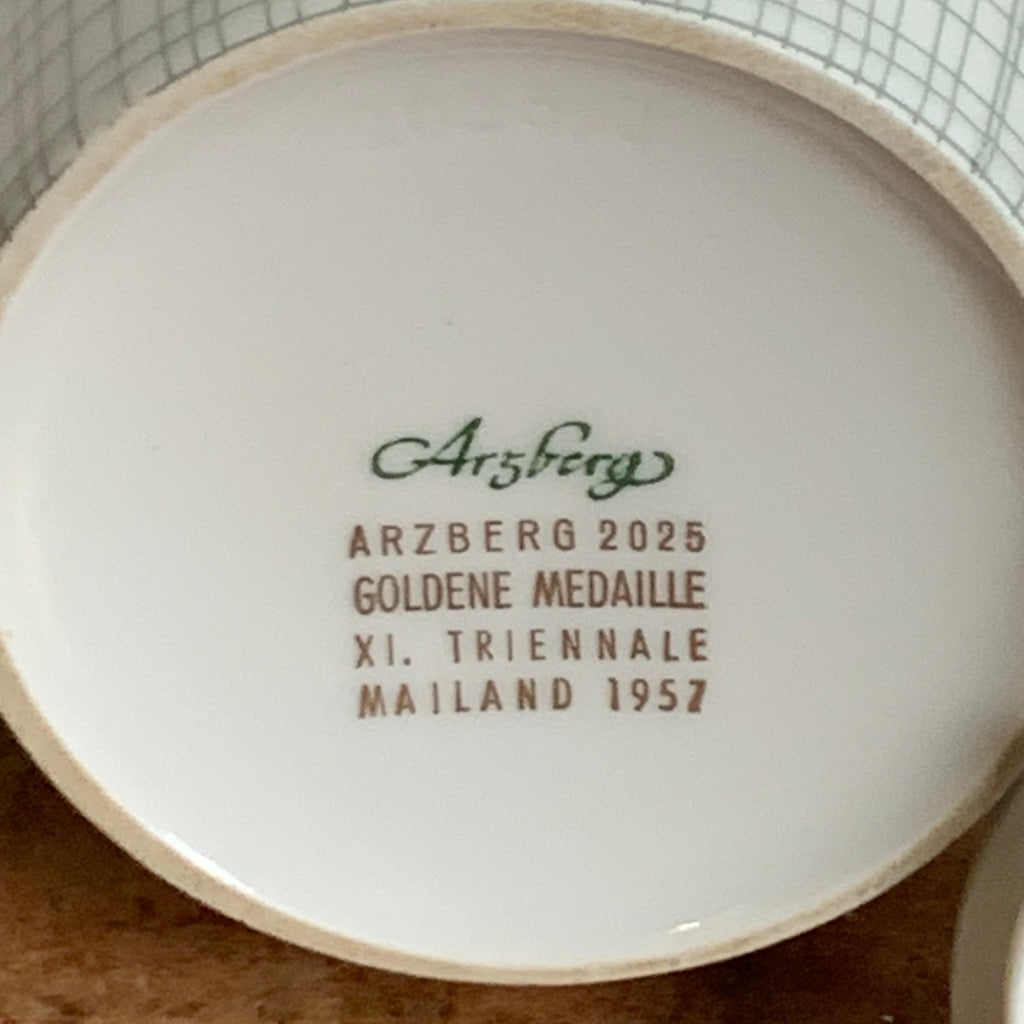 Arzberg
ARZBERG 2025
GOLDENE MEDAILLE
XI. TRIENNALE
MAILAND 1957